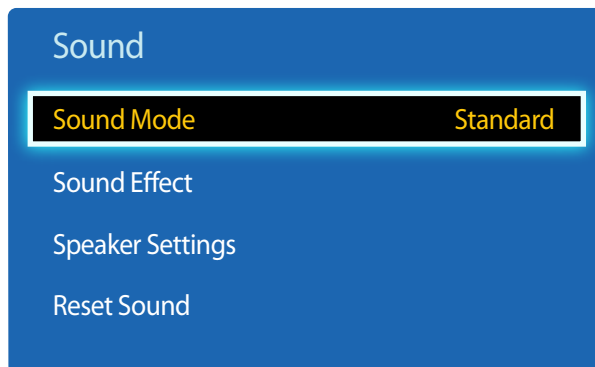 Sound
Sound Mode Standard
Sound Effect
Speaker Settings
Reset Sound